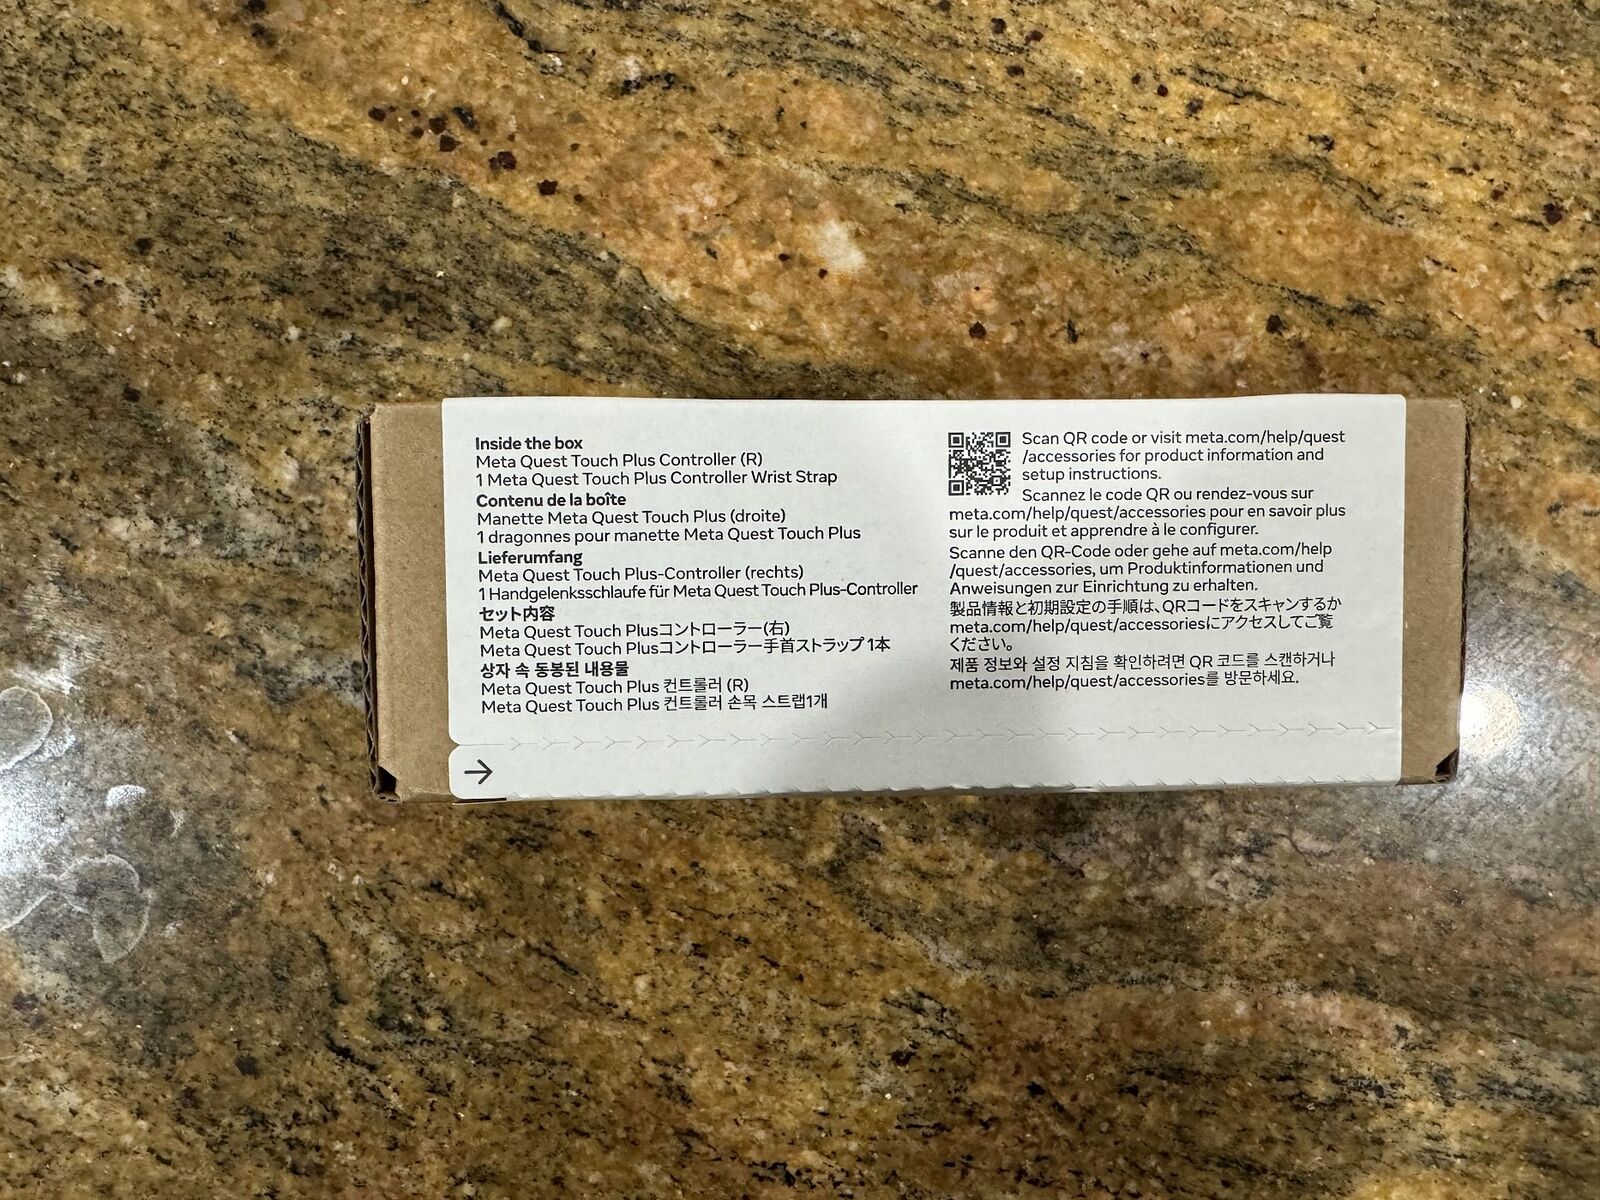 Inside the box
Meta Quest Touch Plus Controller (R)
1 Meta Quest Touch Plus Controller Wrist Strap
Contenu de la boîte
Manette Meta Quest Touch Plus (droite)
1 dragonnes pour manette Meta Quest Touch Plus
Lieferumfang
Meta Quest Touch Plus-Controller (rechts)
1 Handgelenksschlaufe für Meta Quest Touch Plus-Controller
セット内容
Meta Quest Touch Plusコントローラー(右)
Meta Quest Touch Plusコントローラー手首ストラップ 1本
상자 속 동봉된 내용물
Meta Quest Touch Plus 컨트롤러 (R)
Meta Quest Touch Plus 컨트롤러 손목 스트랩1개
Scan QR code or visit meta.com/help/quest
/accessories for product information and
setup instructions.
Scannez le code QR ou rendez-vous sur
meta.com/help/quest/accessories pour en savoir plus
sur le produit et apprendre à le configurer.
Scanne den QR-Code oder gehe auf meta.com/help
/quest/accessories, um Produktinformationen und
Anweisungen zur Einrichtung zu erhalten.
製品情報と初期設定の手順は、QRコードをスキャンするか
meta.com/help/quest/accessoriesにアクセスしてご覧
ください。
제품 정보와 설정 지침을 확인하려면 QR 코드를 스캔하거나
meta.com/help/quest/accessories를 방문하세요.